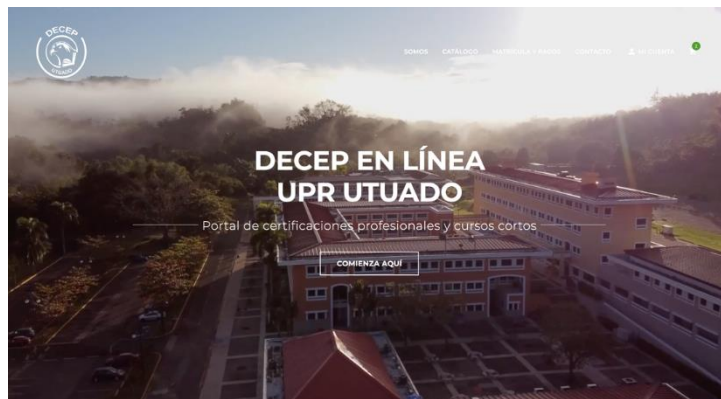 DECEP
UTUADO
SOMOS CATÁLOGO MATRÍCULA Y PAGOS CONTACTO MI CUENTA
DECEP EN LÍNEA
UPR UTUADO
Portal de certificaciones profesionales y cursos cortos
COMIENZA AQUÍ